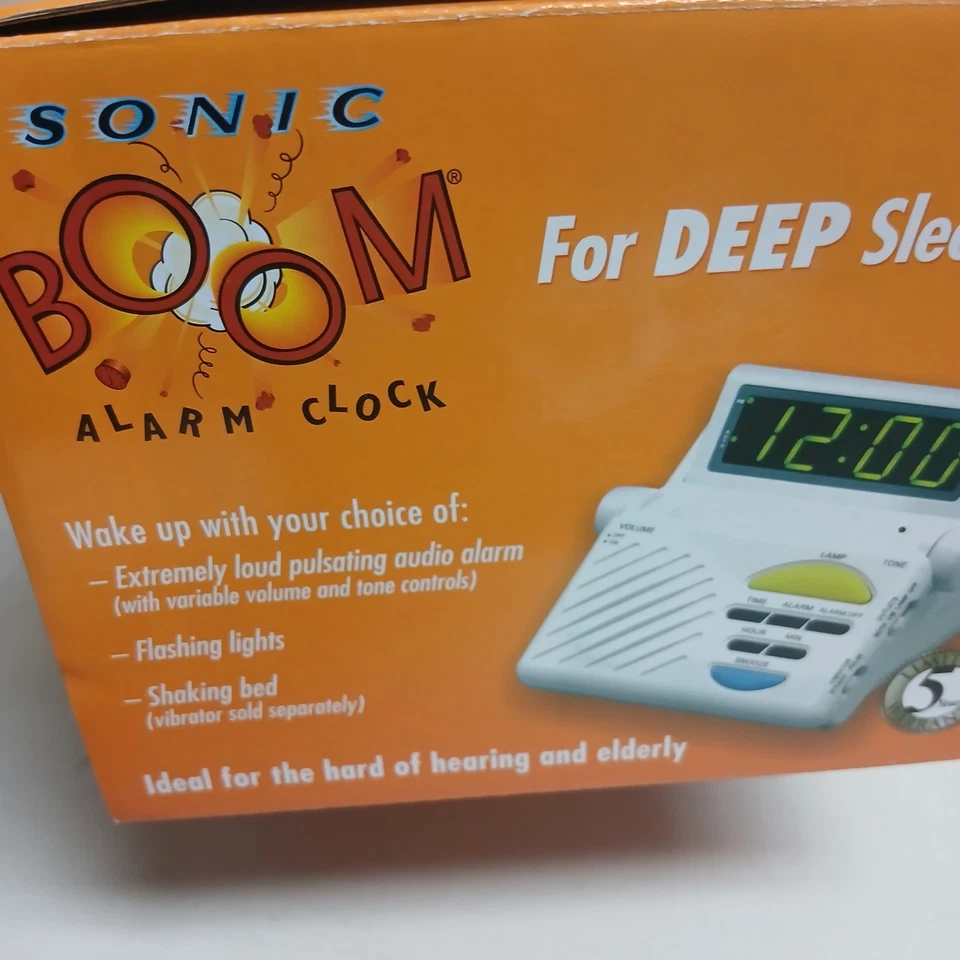 SONIC
BOOM®
ALARM CLOCK
For DEEP Slee
Wake up with your choice of:
– Extremely loud pulsating audio alarm
(with variable volume and tone controls)
– Flashing lights
– Shaking bed
(vibrator sold separately)
Ideal for the hard of hearing and elderly
12:00
VOLUME
LAMP
TONE
TIME ALARM ALARM OFF
HOUR MIN
SNOOZE
5